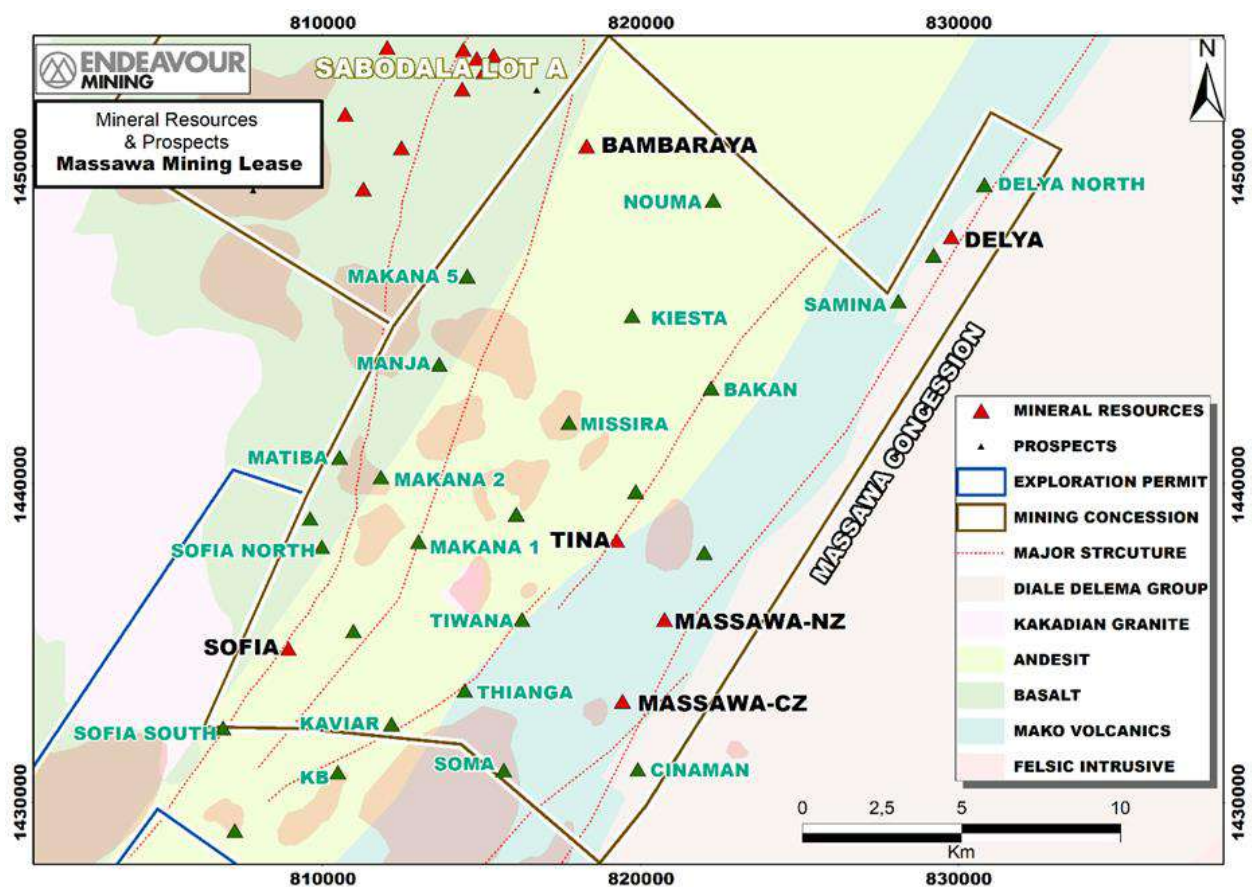 810000
820000
830000
ENDEAVOUR
MINING
Mineral Resources
& Prospects
Massawa Mining Lease
SABODALA LOT A
N
BAMBARAYA
NOUMA
DELYA NORTH
DELYA
MAKANA 5
SAMINA
KIESTA
MANJA
BAKAN
MISSIRA
MATIBA
MAKANA 2
SOFIA NORTH
MAKANA 1
TINA
MASSAWA CONCESSION
TIWANA
MASSAWA-NZ
SOFIA
THIANGA
MASSAWA-CZ
KAVIAR
SOFIA SOUTH
KB
SOMA
CINAMAN
MINERAL RESOURCES
PROSPECTS
EXPLORATION PERMIT
MINING CONCESSION
MAJOR STRCUTURE
DIALE DELEMA GROUP
KAKADIAN GRANITE
ANDESIT
BASALT
MAKO VOLCANICS
FELSIC INTRUSIVE
0 2,5 5 10
Km
1450000
1440000
1430000
1450000
1440000
1430000
810000
820000
830000